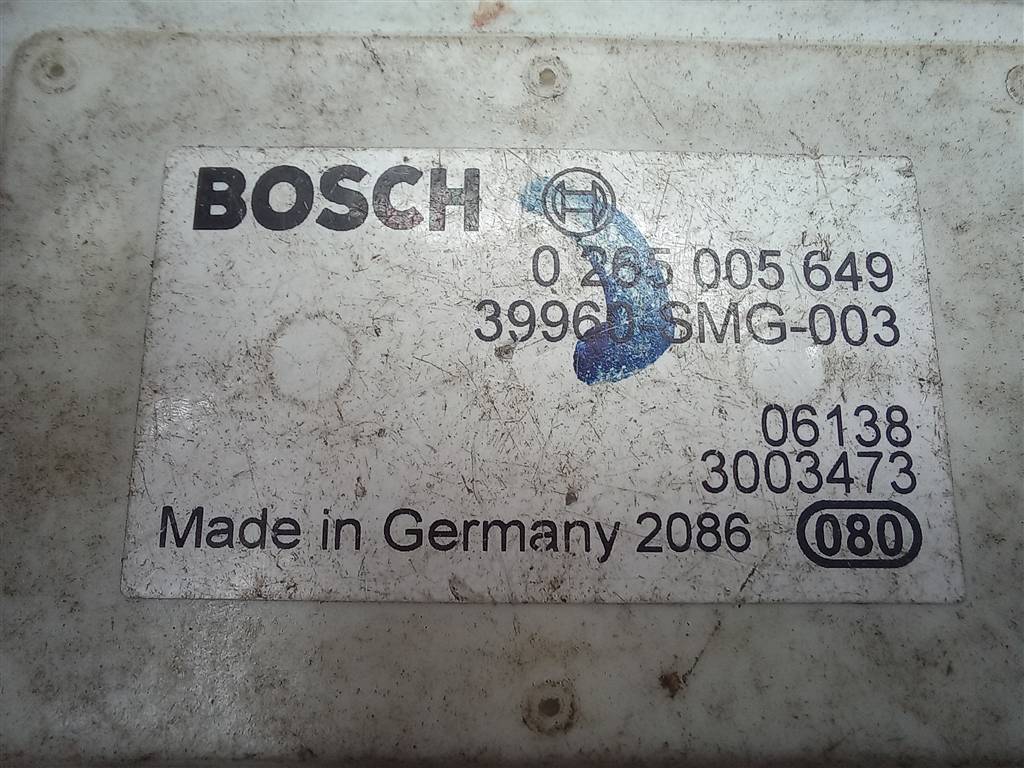 BOSCH
0 265 005 649
39960-SMG-003
06138
3003473
Made in Germany 2086 080